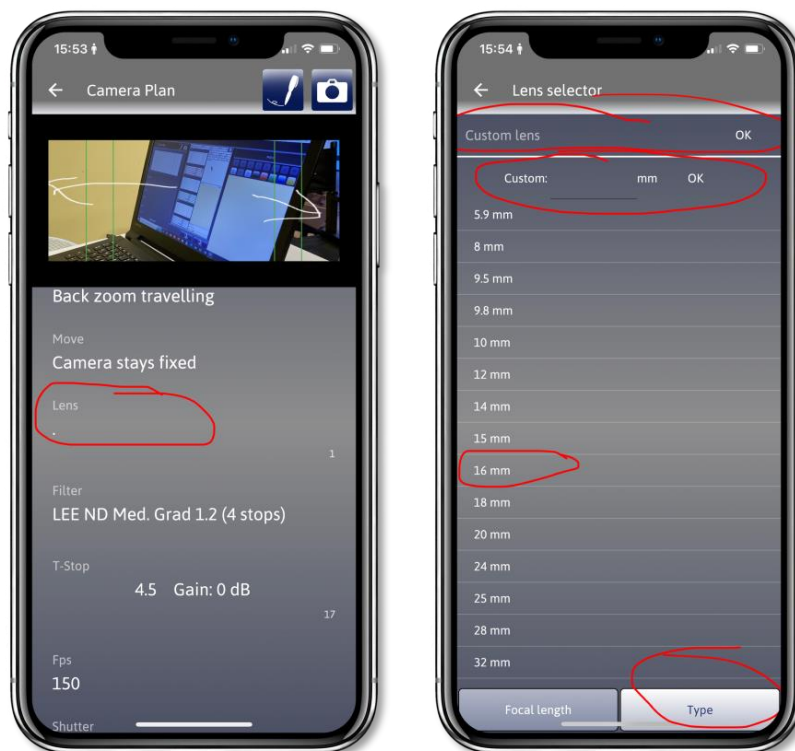 15:53
Camera Plan
Back zoom travelling
Move
Camera stays fixed
Lens
.
1
Filter
LEE ND Med. Grad 1.2 (4 stops)
T-Stop
4.5 Gain: 0 dB
17
Fps
150
Shutter
15:54
Lens selector
Custom lens OK
Custom: mm OK
5.9 mm
8 mm
9.5 mm
9.8 mm
10 mm
12 mm
14 mm
15 mm
16 mm
18 mm
20 mm
24 mm
25 mm
28 mm
32 mm
Focal length Type